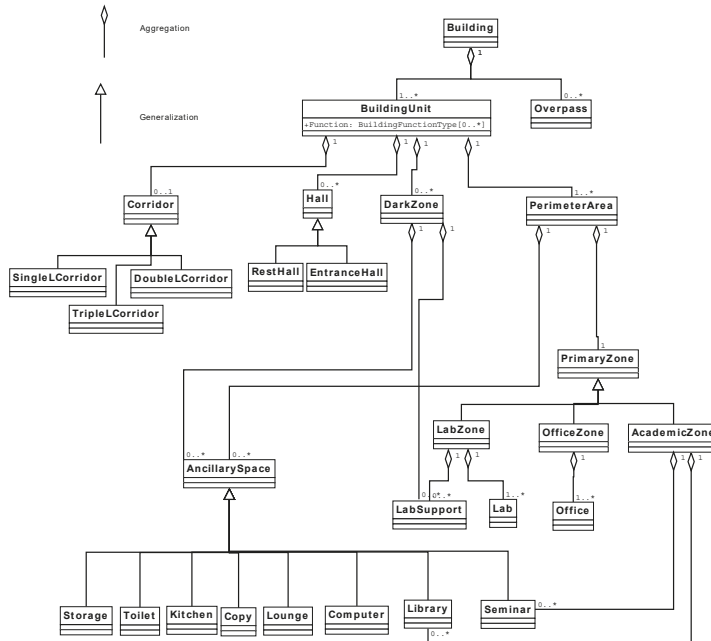 Aggregation
Generalization
Building
1
1..*
0..*
BuildingUnit
+Function: BuildingFunctionType[0..*]
Overpass
1
1
1
1
0..1
0..*
0..*
1..*
Corridor
Hall
DarkZone
PerimeterArea
1
1
1
1
SingleLCorridor
DoubleLCorridor
TripleLCorridor
RestHall
EntranceHall
1
PrimaryZone
LabZone
OfficeZone
AcademicZone
1
1
1
1
1
0..*
0..*
AncillarySpace
0..*
0..*
1..*
1..*
LabSupport
Lab
Office
Storage
Toilet
Kitchen
Copy
Lounge
Computer
Library
Seminar
0..*
0..*